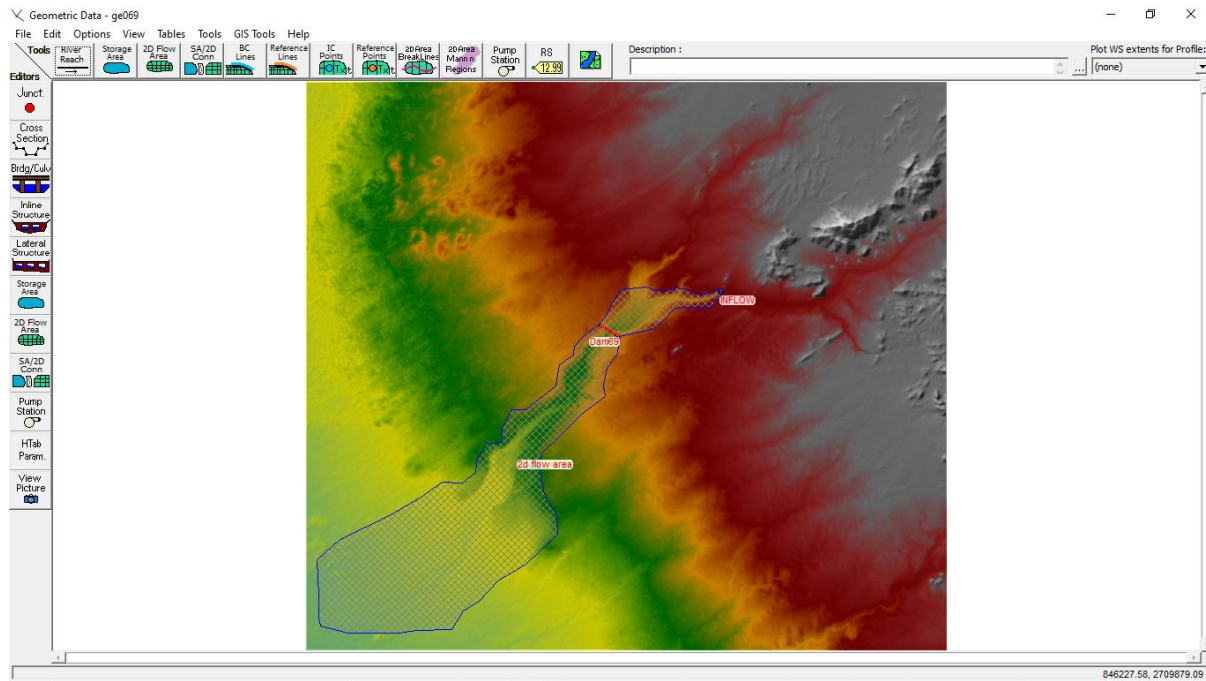 Geometric Data - ge069
File Edit Options View Tables Tools GIS Tools Help
Tools
Editors
River
Reach
Storage
Area
2D Flow
Area
SA/2D
Conn
BC
Lines
Reference
Lines
IC
Points
Reference
Points
2D Area
BreakLines
2D Area
Mann n
Regions
Pump
Station
RS
12.99
Description :
...
Plot WS extents for Profile:
(none)
Junct.
Cross
Section
Brdg/Culv
Inline
Structure
Lateral
Structure
Storage
Area
2D Flow
Area
SA/2D
Conn
Pump
Station
HTab
Param.
View
Picture
INFLOW
Dam69
2d flow area
846227.58, 2709879.09